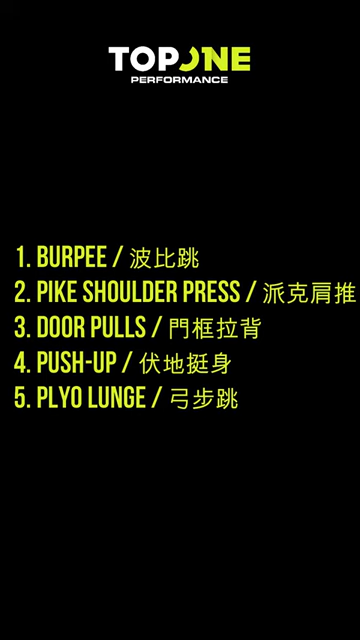 TOPONE
PERFORMANCE
1. BURPEE / 波比跳
2. PIKE SHOULDER PRESS / 派克肩推
3. DOOR PULLS / 門框拉背
4. PUSH-UP / 伏地挺身
5. PLYO LUNGE / 弓步跳